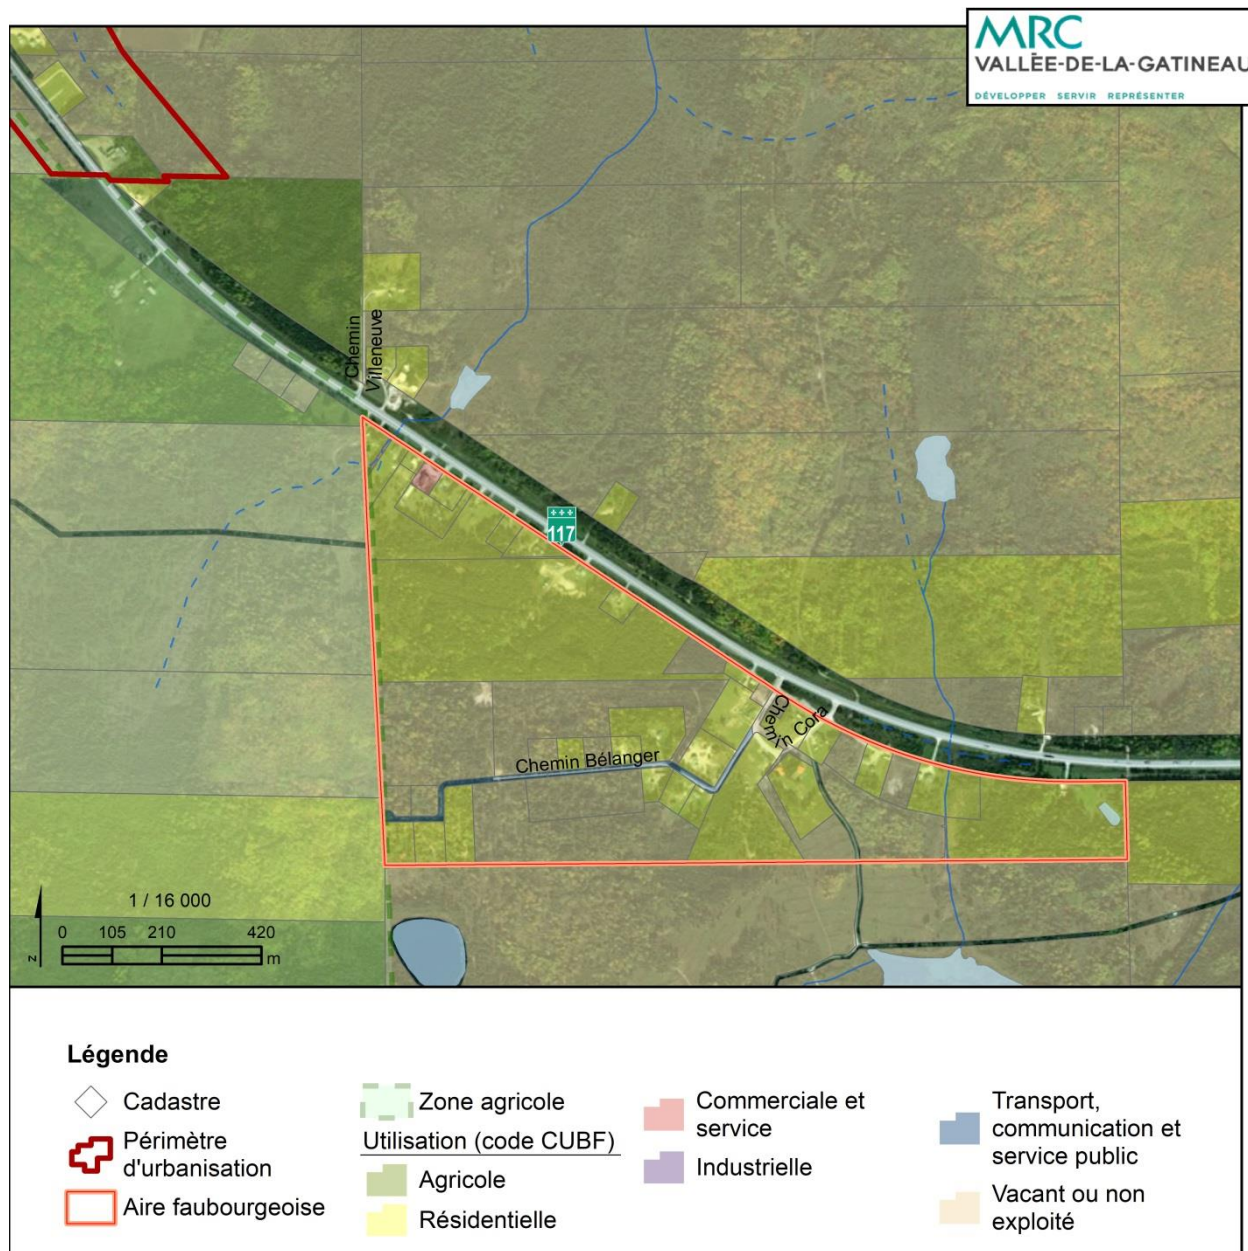 MRC
VALLÉE-DE-LA-GATINEAU
DÉVELOPPER SERVIR REPRÉSENTER
Chemin
Villeneuve
117
Chemin Cora
Chemin Bélanger
1 / 16 000
0 105 210 420
m
N
Légende
Cadastre
Périmètre
d'urbanisation
Aire faubourgeoise
Zone agricole
Utilisation (code CUBF)
Agricole
Résidentielle
Commerciale et
service
Industrielle
Transport,
communication et
service public
Vacant ou non
exploité